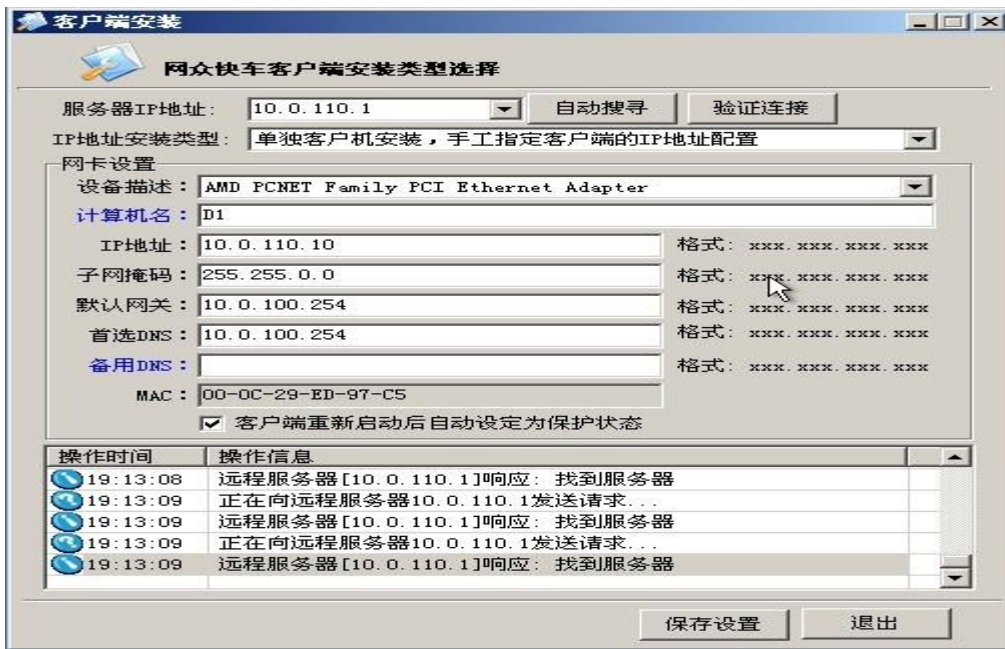 客户端安装
网众快车客户端安装类型选择
服务器IP地址: 10.0.110.1 自动搜寻 验证连接
IP地址安装类型: 单独客户机安装，手工指定客户端的IP地址配置
网卡设置
设备描述： AMD PCNET Family PCI Ethernet Adapter
计算机名： D1
IP地址： 10.0.110.10 格式: xxx.xxx.xxx.xxx
子网掩码： 255.255.0.0 格式: xxx.xxx.xxx.xxx
默认网关： 10.0.100.254 格式: xxx.xxx.xxx.xxx
首选DNS： 10.0.100.254 格式: xxx.xxx.xxx.xxx
备用DNS： 格式: xxx.xxx.xxx.xxx
MAC： 00-0C-29-ED-97-C5
客户端重新启动后自动设定为保护状态
操作时间 操作信息
19:13:08 远程服务器[10.0.110.1]响应: 找到服务器
19:13:09 正在向远程服务器10.0.110.1发送请求...
19:13:09 远程服务器[10.0.110.1]响应: 找到服务器
19:13:09 正在向远程服务器10.0.110.1发送请求...
19:13:09 远程服务器[10.0.110.1]响应: 找到服务器
保存设置 退出